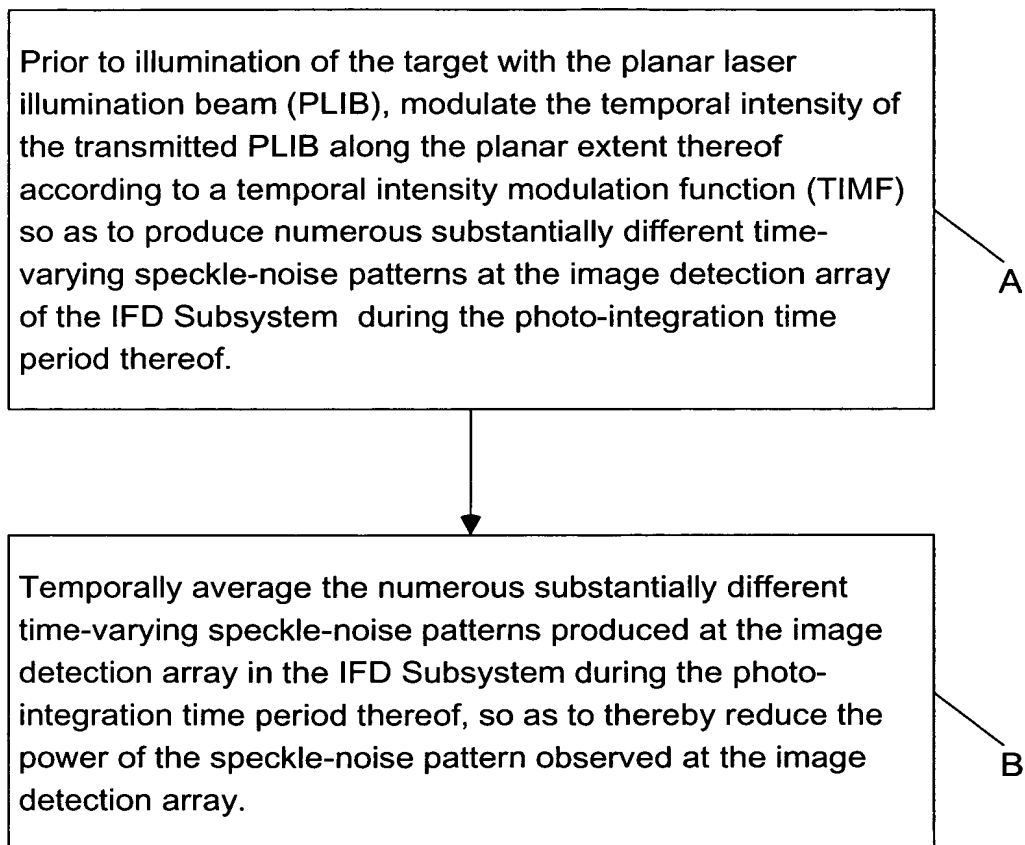 Prior to illumination of the target with the planar laser
illumination beam (PLIB), modulate the temporal intensity of
the transmitted PLIB along the planar extent thereof
according to a temporal intensity modulation function (TIMF)
so as to produce numerous substantially different time-
varying speckle-noise patterns at the image detection array
of the IFD Subsystem during the photo-integration time
period thereof.
A
Temporally average the numerous substantially different
time-varying speckle-noise patterns produced at the image
detection array in the IFD Subsystem during the photo-
integration time period thereof, so as to thereby reduce the
power of the speckle-noise pattern observed at the image
detection array.
B